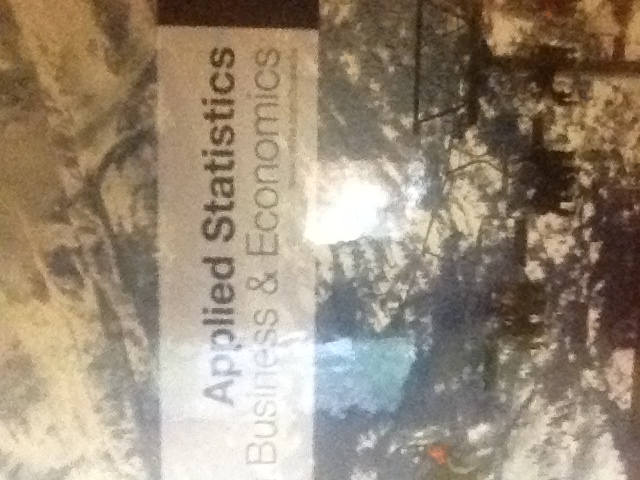 Applied Statistics
Business & Economics